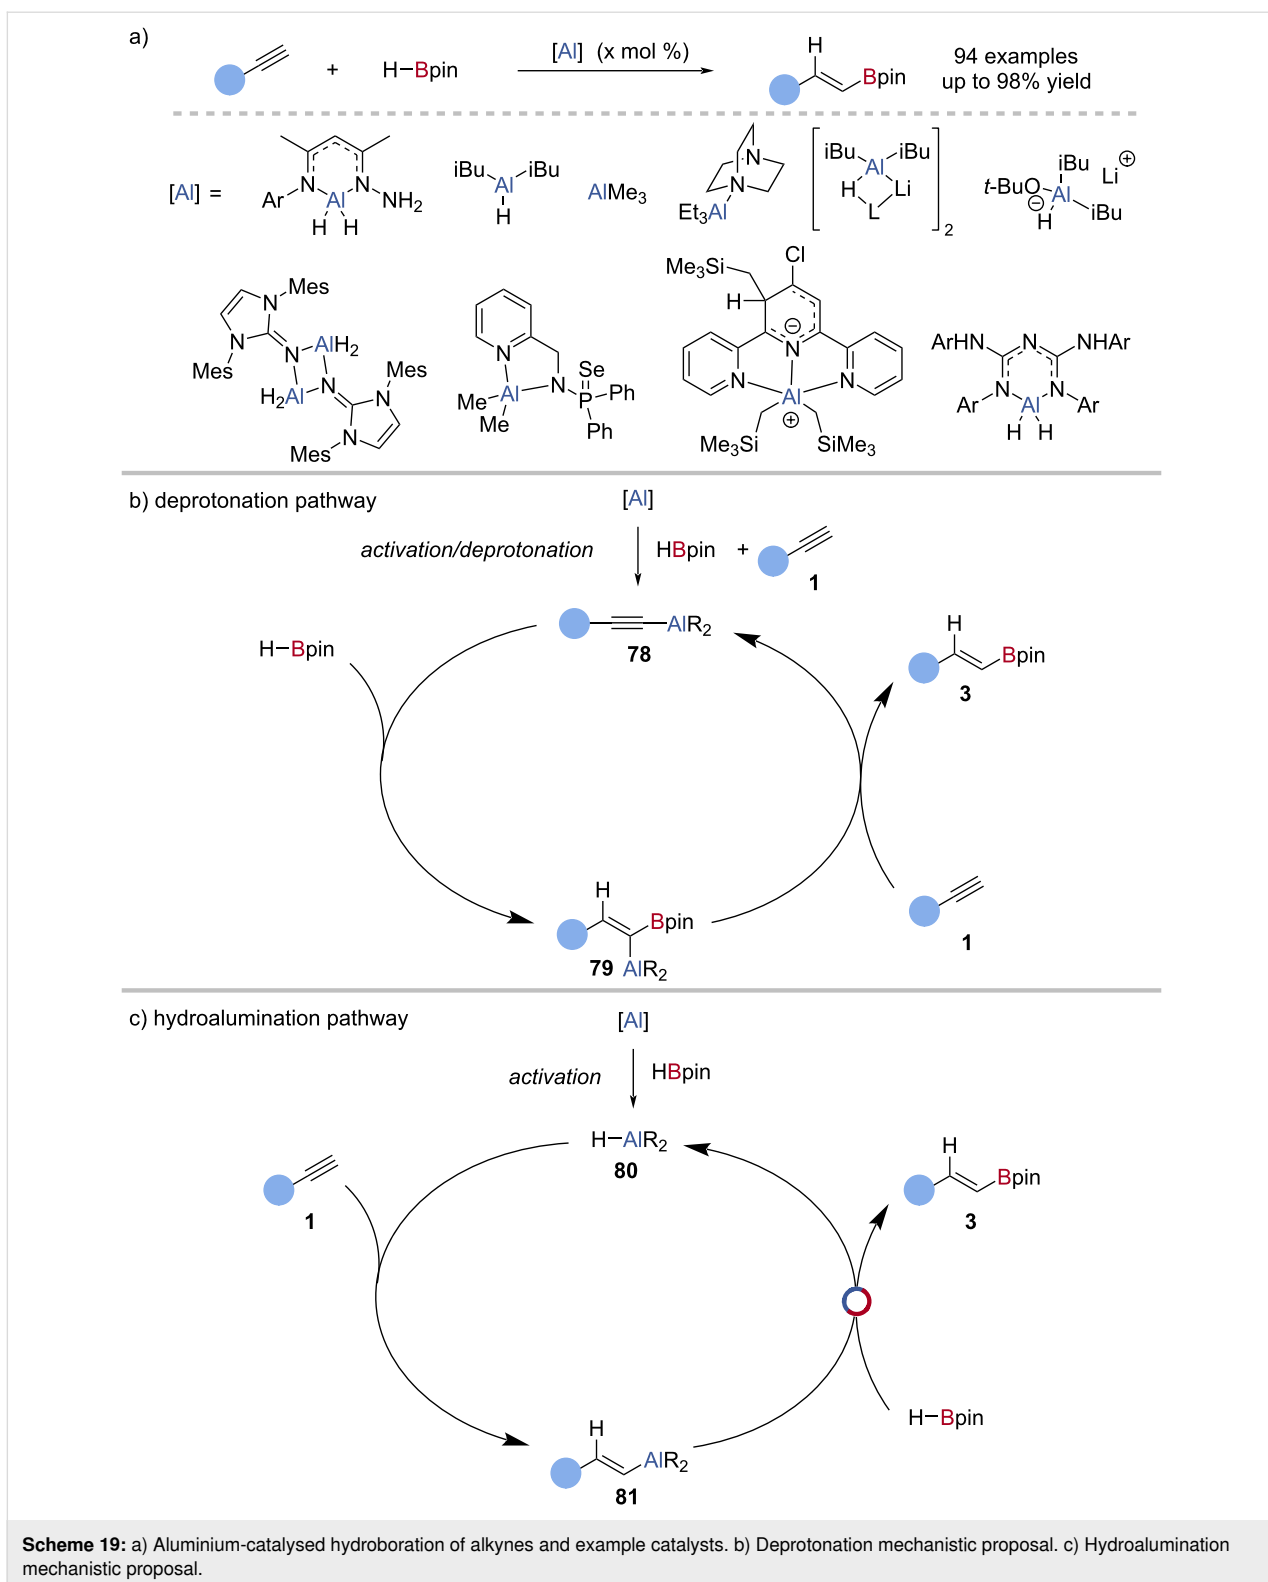 a)
+
H–Bpin
[Al] (x mol %)
H
Bpin
94 examples
up to 98% yield
[Al] =
Ar
N
Al
N
NH2
H H
iBu
iBu
Al
H
AlMe3
N
N
Et3Al
iBu
iBu
Al
H
Li
L
2
iBu
Li⊕
t-BuO
⊖
Al
H
iBu
Mes
N
N
Mes
N
AlH2
H2Al
N
Mes
N
N
Mes
N
Al
N
Me
Me
Se
P
Ph
Ph
Cl
Me3Si
H
⊖
N
N
N
Al
⊕
Me3Si
SiMe3
ArHN
N
NHAr
N
N
Ar
Al
Ar
H H
b) deprotonation pathway
[Al]
activation/deprotonation
HBpin +
1
AlR2
78
H–Bpin
H
Bpin
3
H
Bpin
79 AlR2
1
c) hydroalumination pathway
[Al]
activation
HBpin
H–AlR2
80
1
H
Bpin
3
H–Bpin
H
AlR2
81
Scheme 19: a) Aluminium-catalysed hydroboration of alkynes and example catalysts. b) Deprotonation mechanistic proposal. c) Hydroalumination
mechanistic proposal.